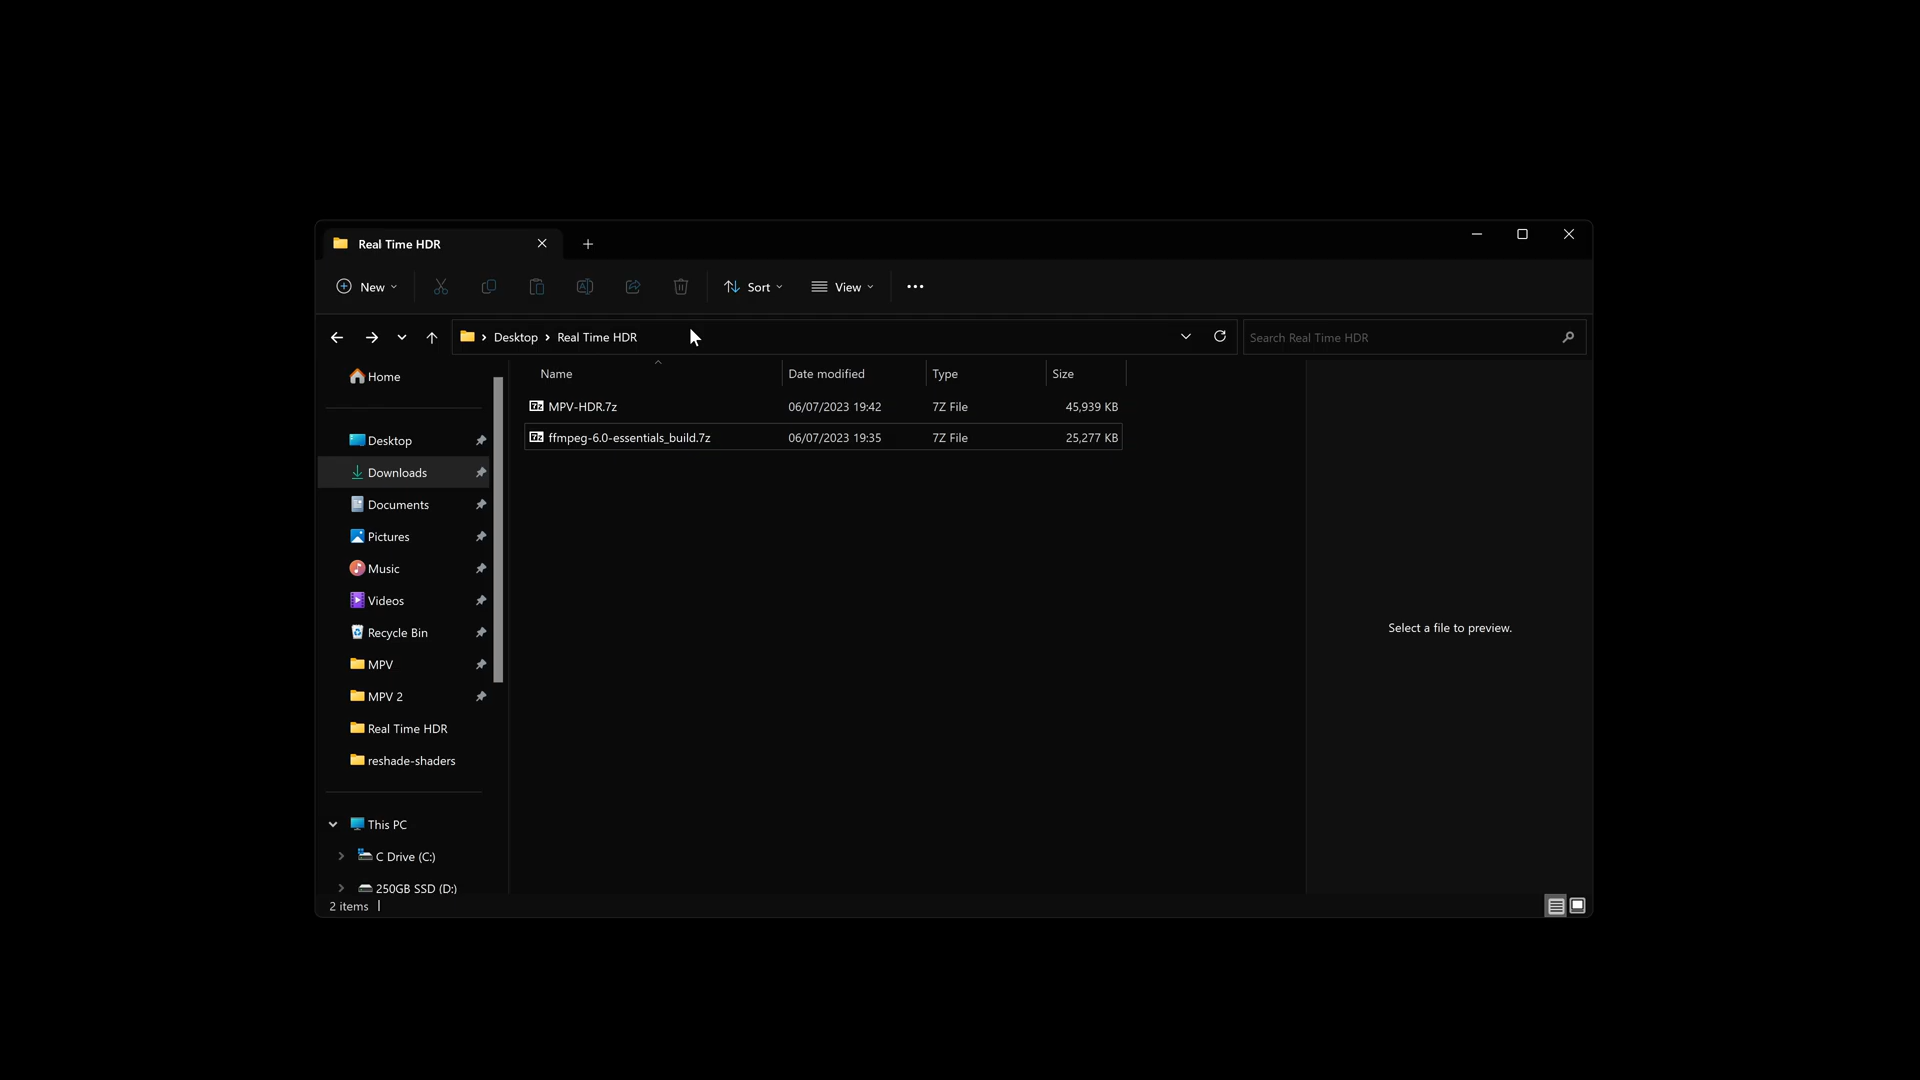 Real Time HDR
New
Sort
View
Desktop
Real Time HDR
Search Real Time HDR
Home
Desktop
Downloads
Documents
Pictures
Music
Videos
Recycle Bin
MPV
MPV 2
Real Time HDR
reshade-shaders
This PC
C Drive (C:)
250GB SSD (D:)
Name Date modified Type Size
MPV-HDR.7z 06/07/2023 19:42 7Z File 45,939 KB
ffmpeg-6.0-essentials_build.7z 06/07/2023 19:35 7Z File 25,277 KB
Select a file to preview.
2 items